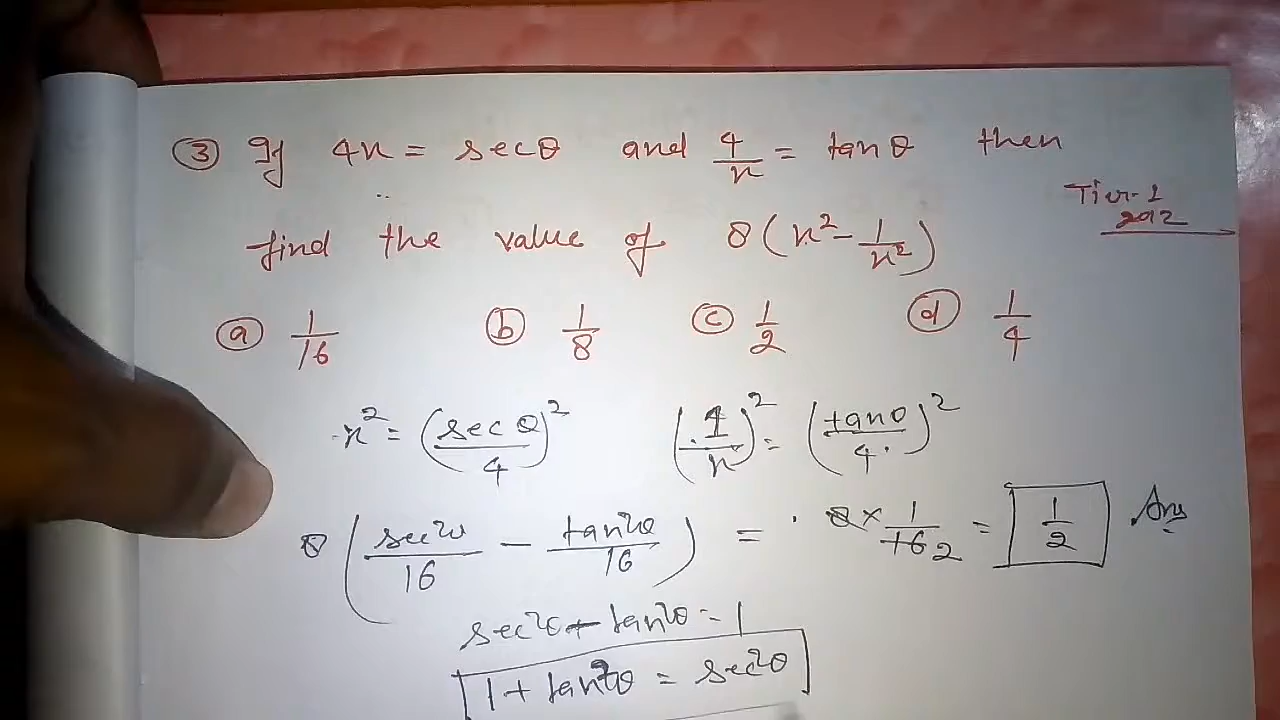 ③ If 4x = secθ and 4/x = tanθ then
Tier-1
2012
find the value of 8(x² - 1/x²)
ⓐ 1/16 ⓑ 1/8 ⓒ 1/2 ⓓ 1/4
x² = (secθ/4)² (1/x)² = (tanθ/4)²
8(sec²θ/16 - tan²θ/16) = 8 × 1/16 2 = 1/2 Ans
sec²θ - tan²θ = 1
1 + tan²θ = sec²θ